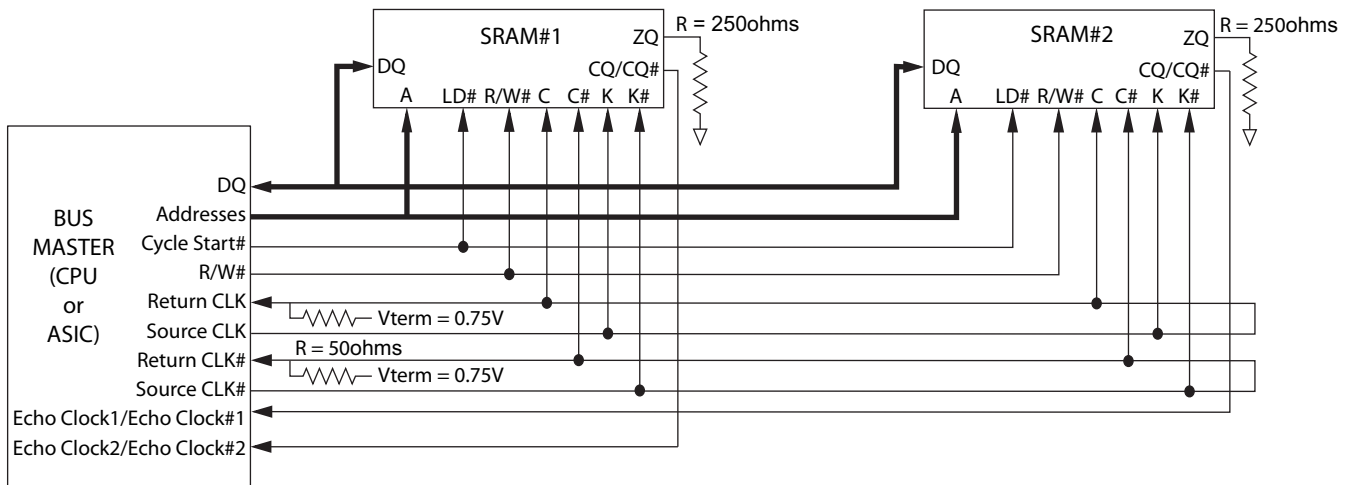 SRAM#1
ZQ
R = 250ohms
DQ
CQ/CQ#
A LD# R/W# C C# K K#
SRAM#2
ZQ
R = 250ohms
DQ
CQ/CQ#
A LD# R/W# C C# K K#
BUS
MASTER
(CPU
or
ASIC)
DQ
Addresses
Cycle Start#
R/W#
Return CLK
Vterm = 0.75V
Source CLK
R = 50ohms
Return CLK#
Vterm = 0.75V
Source CLK#
Echo Clock1/Echo Clock#1
Echo Clock2/Echo Clock#2